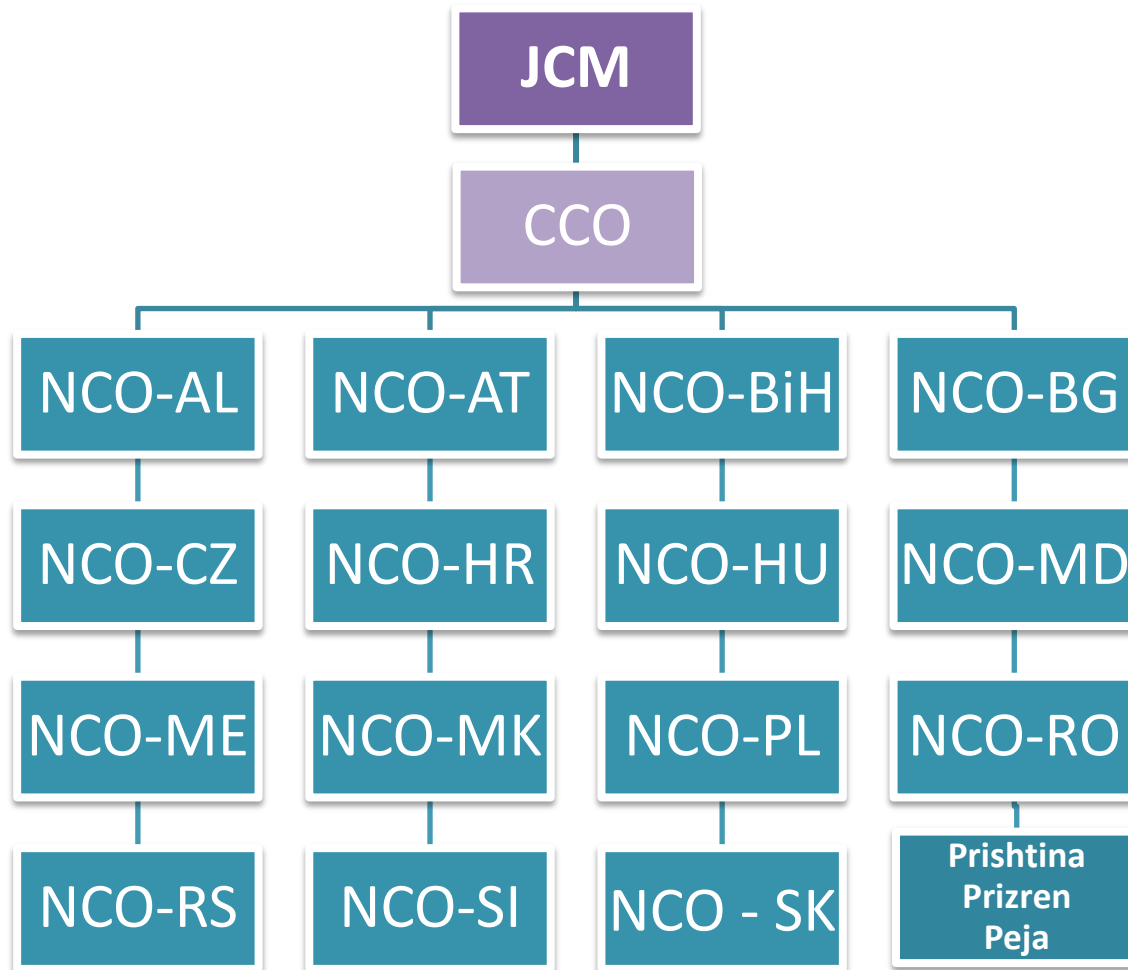 JCM
CCO
NCO-AL
NCO-AT
NCO-BiH
NCO-BG
NCO-CZ
NCO-HR
NCO-HU
NCO-MD
NCO-ME
NCO-MK
NCO-PL
NCO-RO
NCO-RS
NCO-SI
NCO - SK
Prishtina
Prizren
Peja